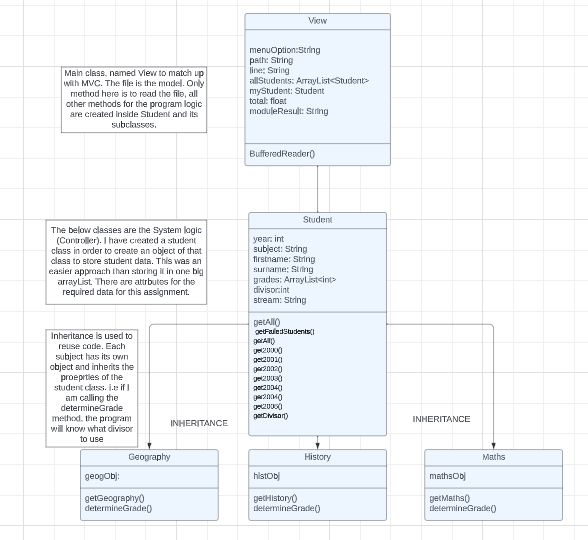 View
menuOption:String
path: String
line; String
allStudents: ArrayList<Student>
myStudent: Student
total: float
moduleResult: String
BufferedReader()
Main class, named View to match up
with MVC. The file is the model. Only
method here is to read the file, all
other methods for the program logic
are created inside Student and its
subclasses.
Student
year: int
subject: String
firstname: String
surname; String
grades: ArrayList<int>
divisor:int
stream: String
getAll()
getFailedStudents()
getAll()
get2000()
get2001()
get2002()
get2003()
get2004()
get2004()
get2005()
getDivisor()
The below classes are the System logic
(Controller). I have created a student
class in order to create an object of that
class to store student data. This was an
easier approach than storing it in one big
arrayList. There are attrbutes for the
required data for this assignment.
Inheritance is used to
reuse code. Each
subject has its own
object and inherits the
proeprties of the
student class. i.e if I
am calling the
determineGrade
method, the program
will know what divisor
to use
INHERITANCE
INHERITANCE
Geography
geogObj:
getGeography()
determineGrade()
History
histObj
getHistory()
determineGrade()
Maths
mathsObj
getMaths()
determineGrade()